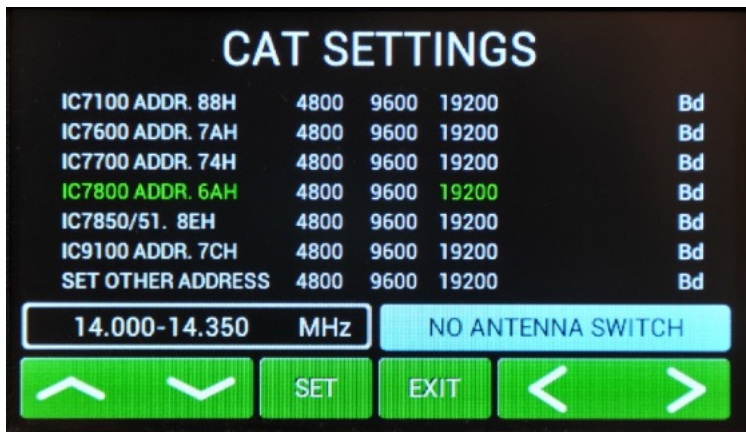 CAT SETTINGS
IC7100 ADDR. 88H 4800 9600 19200 Bd
IC7600 ADDR. 7AH 4800 9600 19200 Bd
IC7700 ADDR. 74H 4800 9600 19200 Bd
IC7800 ADDR. 6AH 4800 9600 19200 Bd
IC7850/51. 8EH 4800 9600 19200 Bd
IC9100 ADDR. 7CH 4800 9600 19200 Bd
SET OTHER ADDRESS 4800 9600 19200 Bd
14.000-14.350 MHz NO ANTENNA SWITCH
SET EXIT